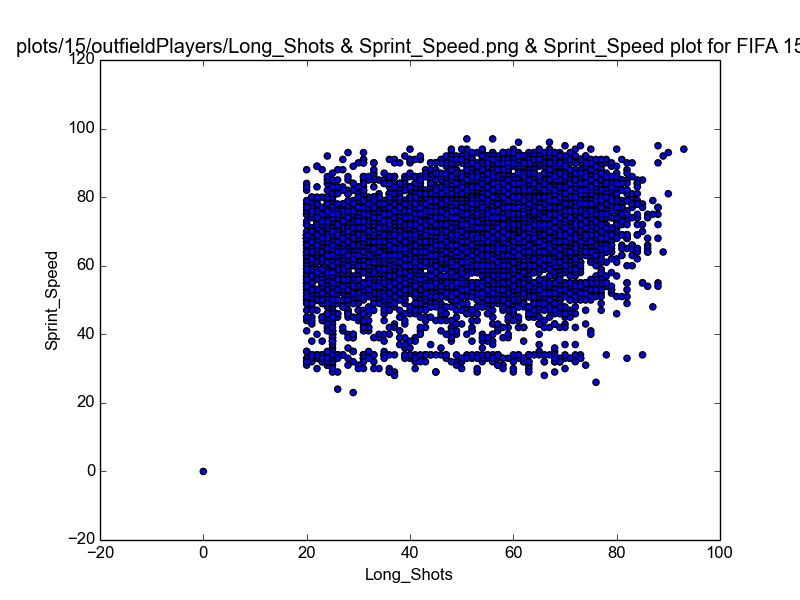 plots/15/outfieldPlayers/Long_Shots & Sprint_Speed.png & Sprint_Speed plot for FIFA 15
120
100
80
60
40
20
0
−20
Sprint_Speed
−20 0 20 40 60 80 100
Long_Shots